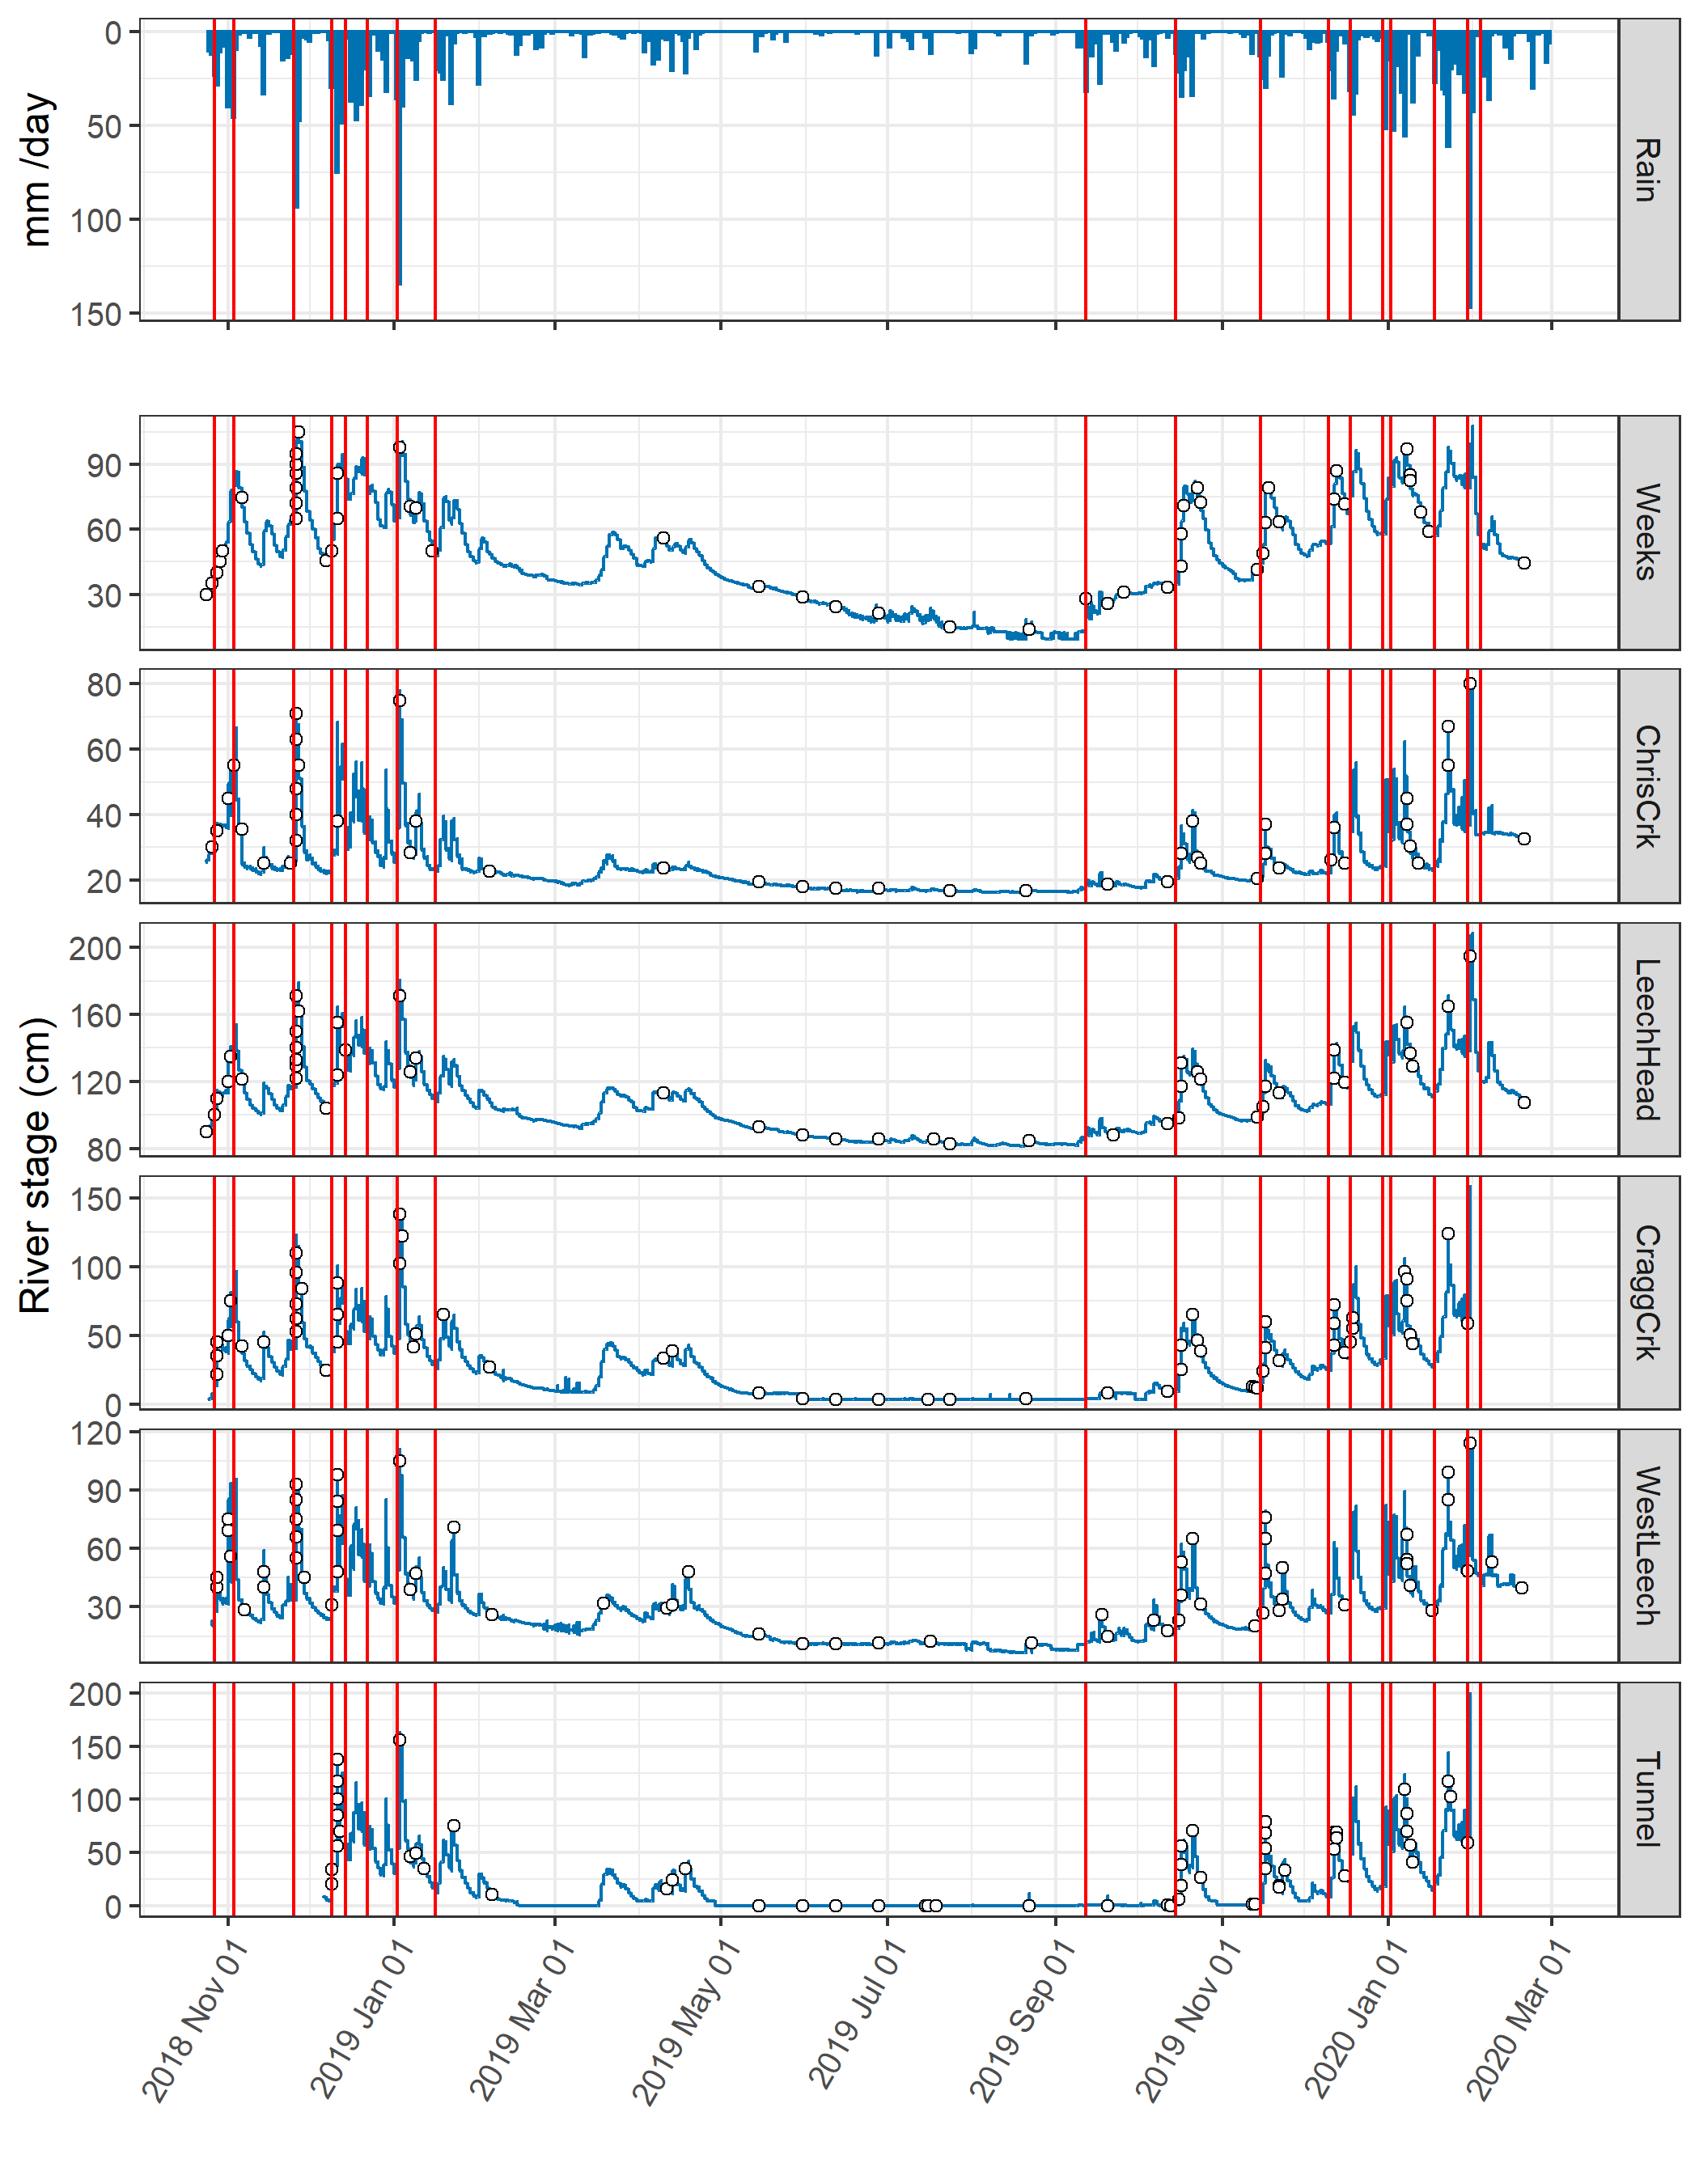 0
50
100
150
mm /day
Rain
90
60
30
Weeks
80
60
40
20
ChrisCrk
200
160
120
80
LeechHead
River stage (cm)
150
100
50
0
CraggCrk
120
90
60
30
WestLeech
200
150
100
50
0
Tunnel
2018 Nov 01
2019 Jan 01
2019 Mar 01
2019 May 01
2019 Jul 01
2019 Sep 01
2019 Nov 01
2020 Jan 01
2020 Mar 01